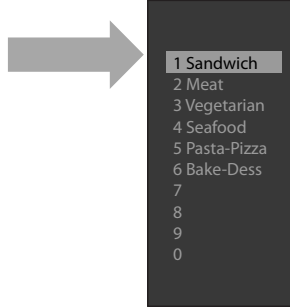 1 Sandwich
2 Meat
3 Vegetarian
4 Seafood
5 Pasta-Pizza
6 Bake-Dess
7
8
9
0